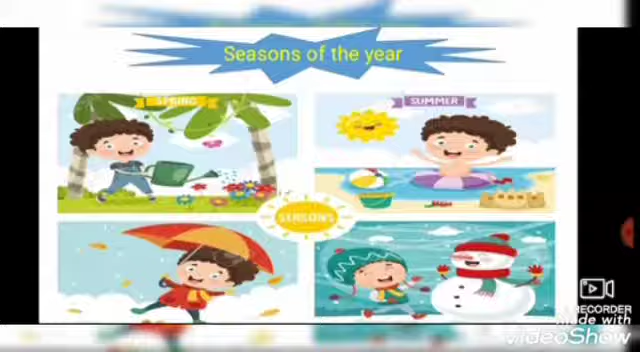 Seasons of the year
SPRING
SUMMER
SEASONS
RECORDER
Made with
VideoShow